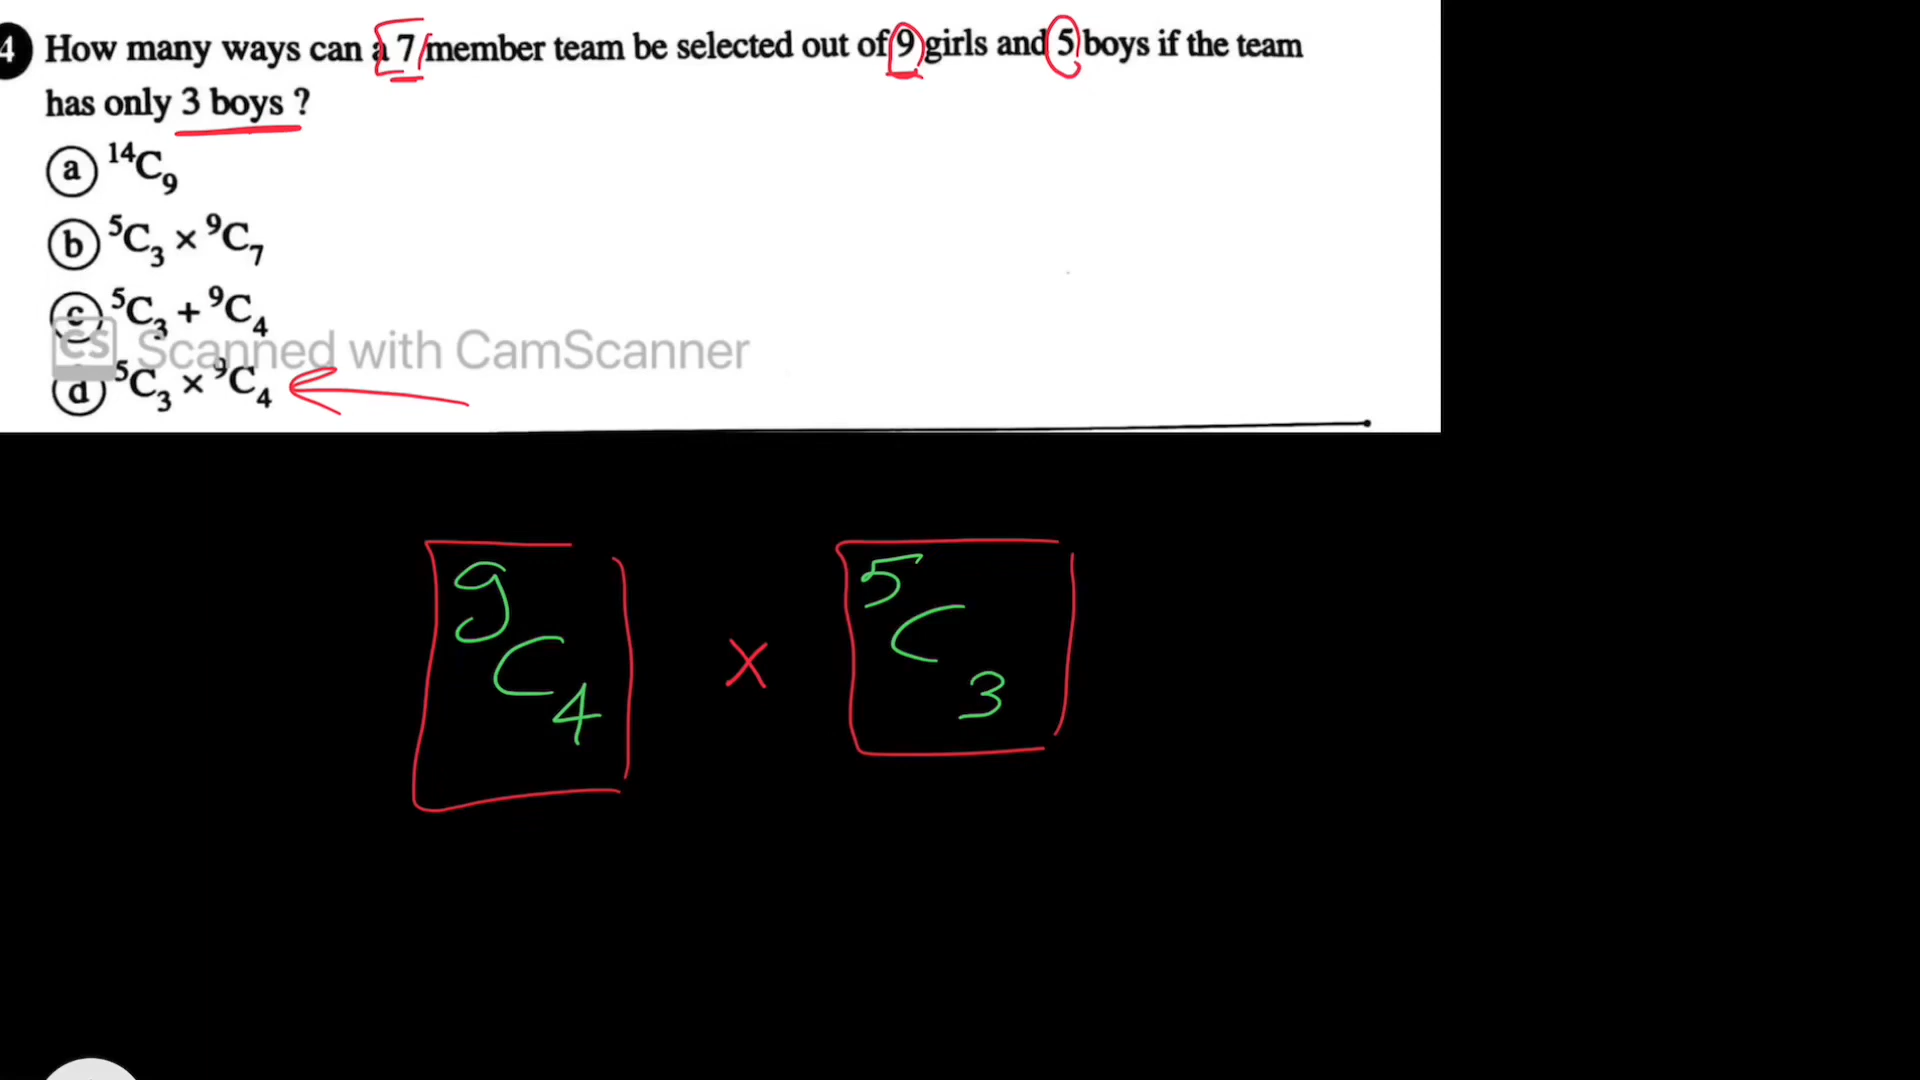 4 How many ways can a 7 member team be selected out of 9 girls and 5 boys if the team
has only 3 boys ?
a ¹⁴C₉
b ⁵C₃ × ⁹C₇
c ⁵C₃ + ⁹C₄
CS Scanned with CamScanner
d ⁵C₃ × ⁹C₄
⁹C₄ × ⁵C₃